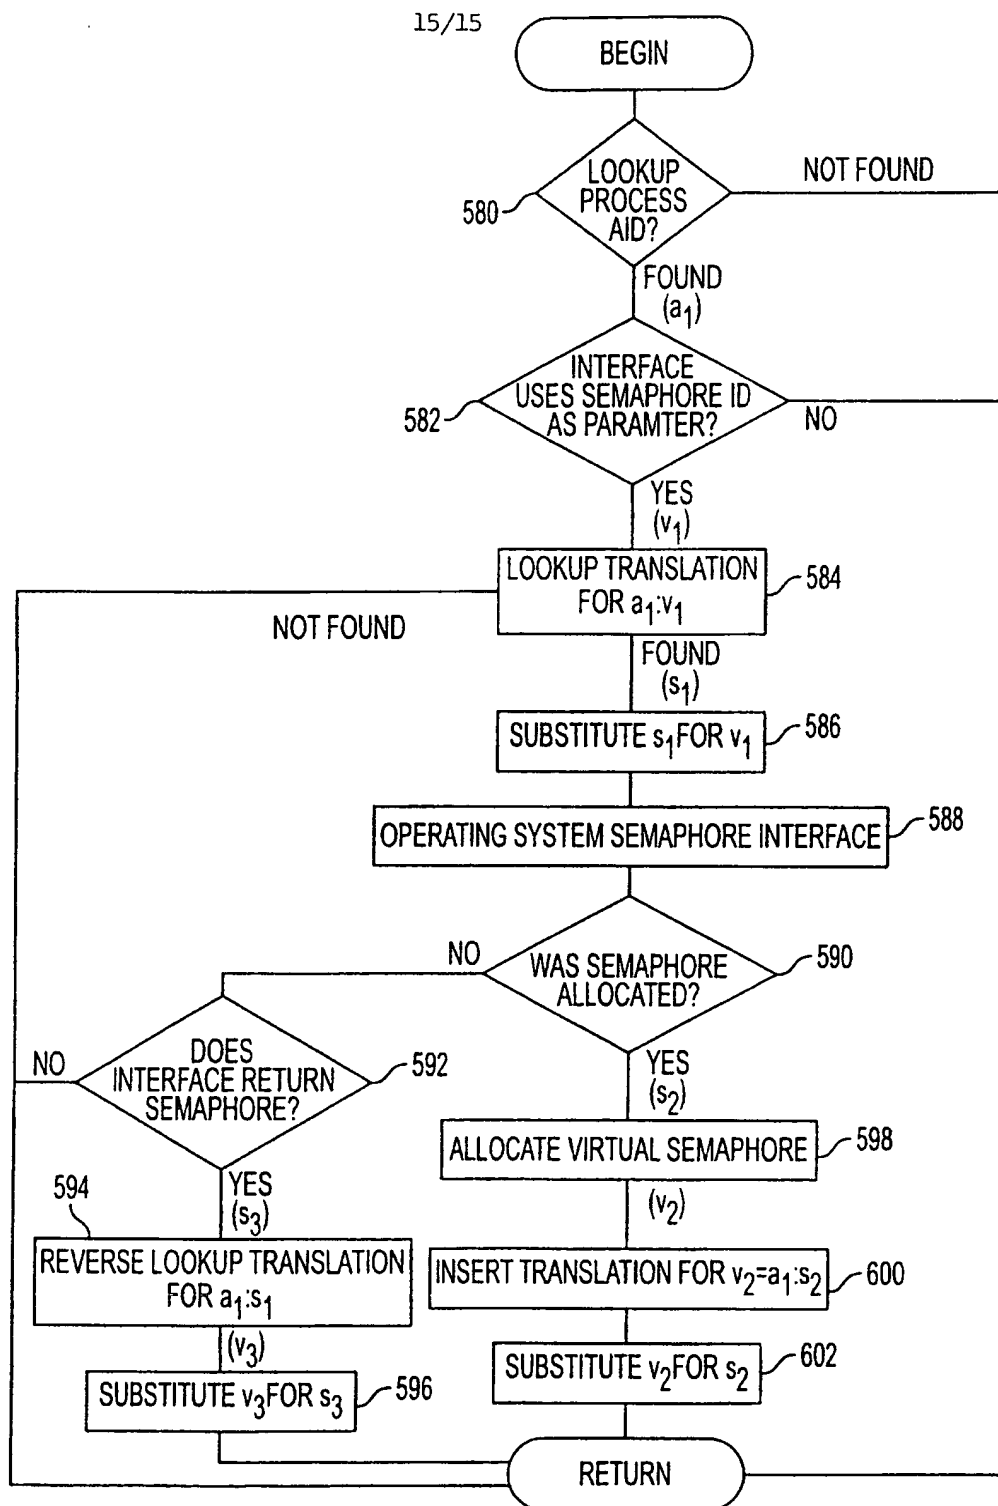 15/15
BEGIN
LOOKUP
PROCESS
AID?
NOT FOUND
580
FOUND
(a1)
INTERFACE
USES SEMAPHORE ID
AS PARAMTER?
582
NO
YES
(v1)
LOOKUP TRANSLATION
FOR a1:v1
584
NOT FOUND
FOUND
(s1)
SUBSTITUTE s1 FOR v1
586
OPERATING SYSTEM SEMAPHORE INTERFACE
588
NO
WAS SEMAPHORE
ALLOCATED?
590
NO
DOES
INTERFACE RETURN
SEMAPHORE?
592
YES
(s2)
ALLOCATE VIRTUAL SEMAPHORE
598
594
YES
(s3)
(v2)
REVERSE LOOKUP TRANSLATION
FOR a1:s1
INSERT TRANSLATION FOR v2=a1:s2
600
(v3)
SUBSTITUTE v3 FOR s3
596
SUBSTITUTE v2 FOR s2
602
RETURN